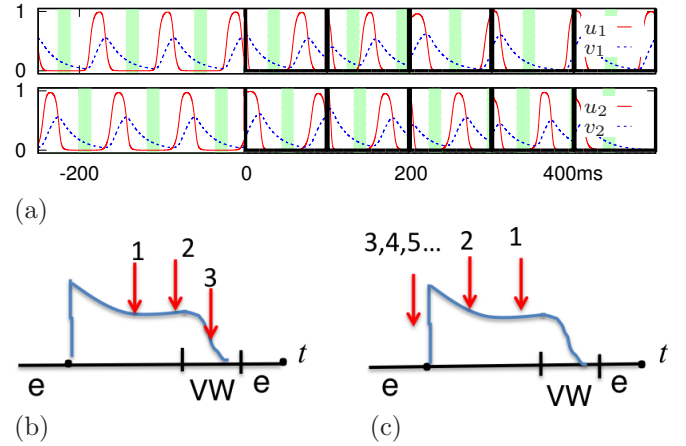 1
u1
v1
0
1
u2
v2
0
-200 0 200 400ms
(a)
1 2 3
e VW e t
(b)
3,4,5... 2 1
e VW e t
(c)